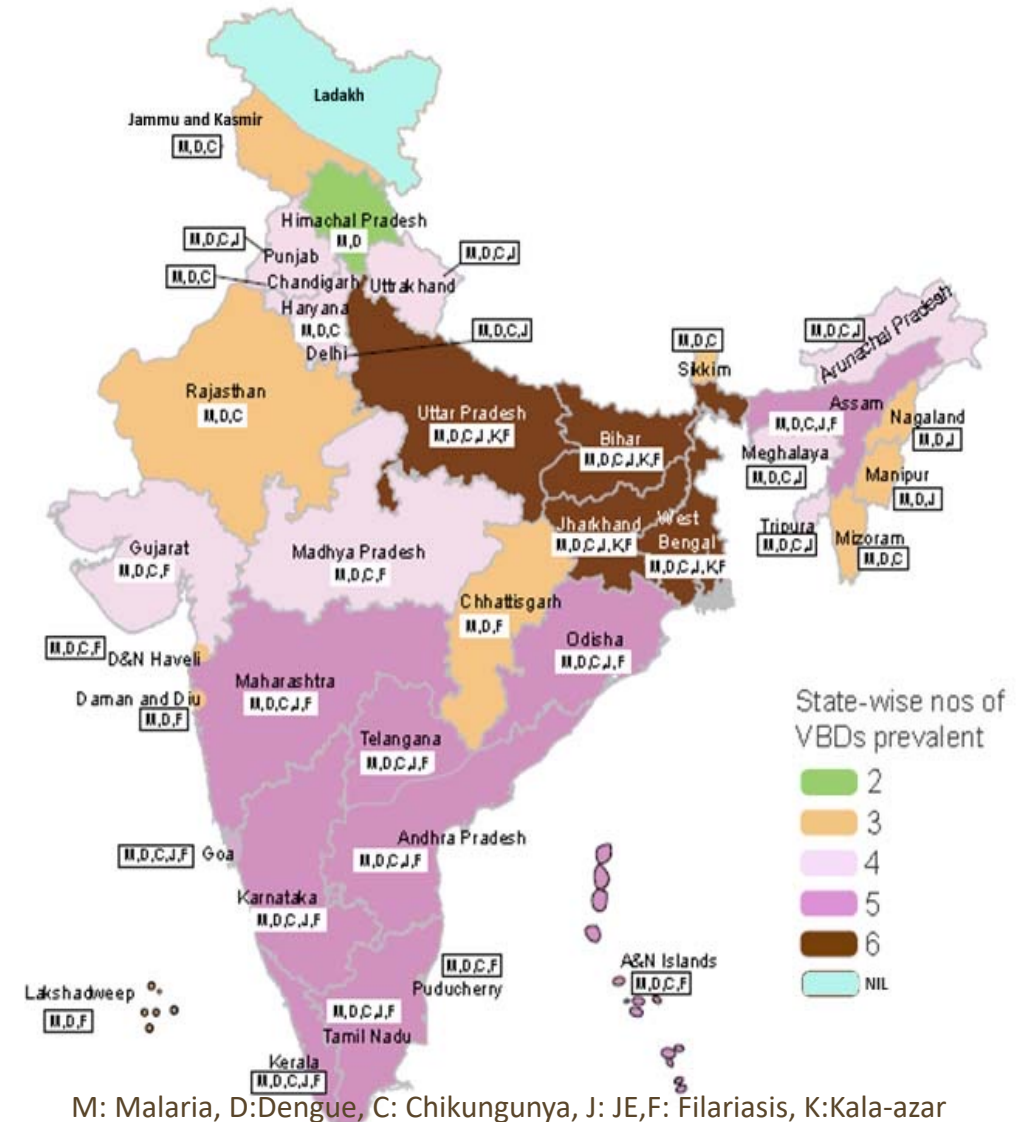 Ladakh
Jammu and Kasmir
M,D,C
Himachal Pradesh
M,D
M,D,C,J
Punjab
M,D,C
Chandigarh
M,D,C,J
Uttrakhand
Haryana
M,D,C
Delhi
M,D,C,J
Rajasthan
M,D,C
Uttar Pradesh
M,D,C,J,K,F
Bihar
M,D,C,J,K,F
M,D,C
Sikkim
M,D,C,J
Arunachal Pradesh
Assam
M,D,C,J,F
Nagaland
M,D,J
Meghalaya
M,D,C,J
Manipur
M,D,J
Tripura
M,D,C,J
Mizoram
M,D,C
Jharkhand
M,D,C,J,K,F
West
Bengal
M,D,C,J,K,F
Gujarat
M,D,C,F
Madhya Pradesh
M,D,C,F
Chhattisgarh
M,D,F
Odisha
M,D,C,J,F
M,D,C,F
D&N Haveli
Daman and Diu
M,D,F
Maharashtra
M,D,C,J,F
Telangana
M,D,C,J,F
M,D,C,J,F
Goa
Andhra Pradesh
M,D,C,J,F
Karnataka
M,D,C,J,F
M,D,C,F
Puducherry
A&N Islands
M,D,C,F
Lakshadweep
M,D,F
M,D,C,J,F
Tamil Nadu
Kerala
M,D,C,J,F
State-wise nos of
VBDs prevalent
2
3
4
5
6
NIL
M: Malaria, D:Dengue, C: Chikungunya, J: JE,F: Filariasis, K:Kala-azar